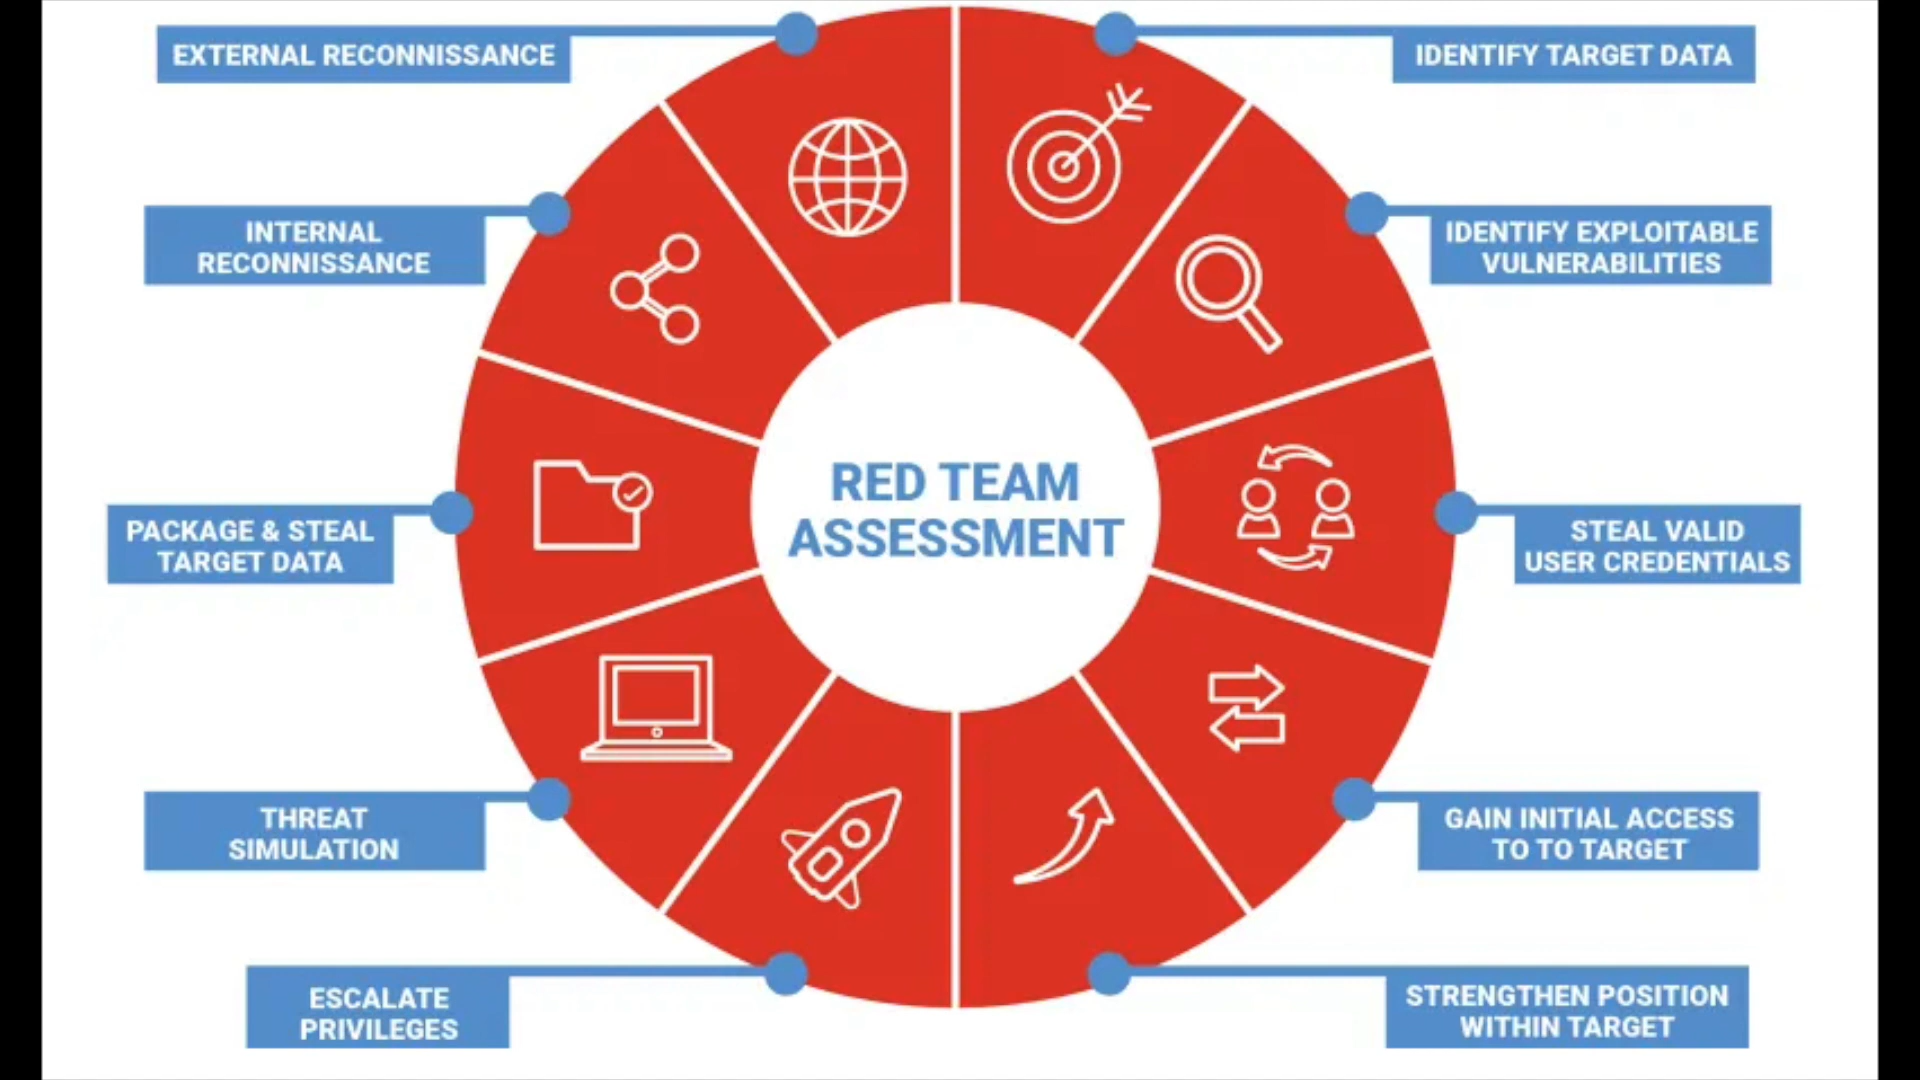 EXTERNAL RECONNISSANCE
IDENTIFY TARGET DATA
INTERNAL
RECONNISSANCE
IDENTIFY EXPLOITABLE
VULNERABILITIES
RED TEAM
ASSESSMENT
PACKAGE & STEAL
TARGET DATA
STEAL VALID
USER CREDENTIALS
THREAT
SIMULATION
GAIN INITIAL ACCESS
TO TO TARGET
ESCALATE
PRIVILEGES
STRENGTHEN POSITION
WITHIN TARGET